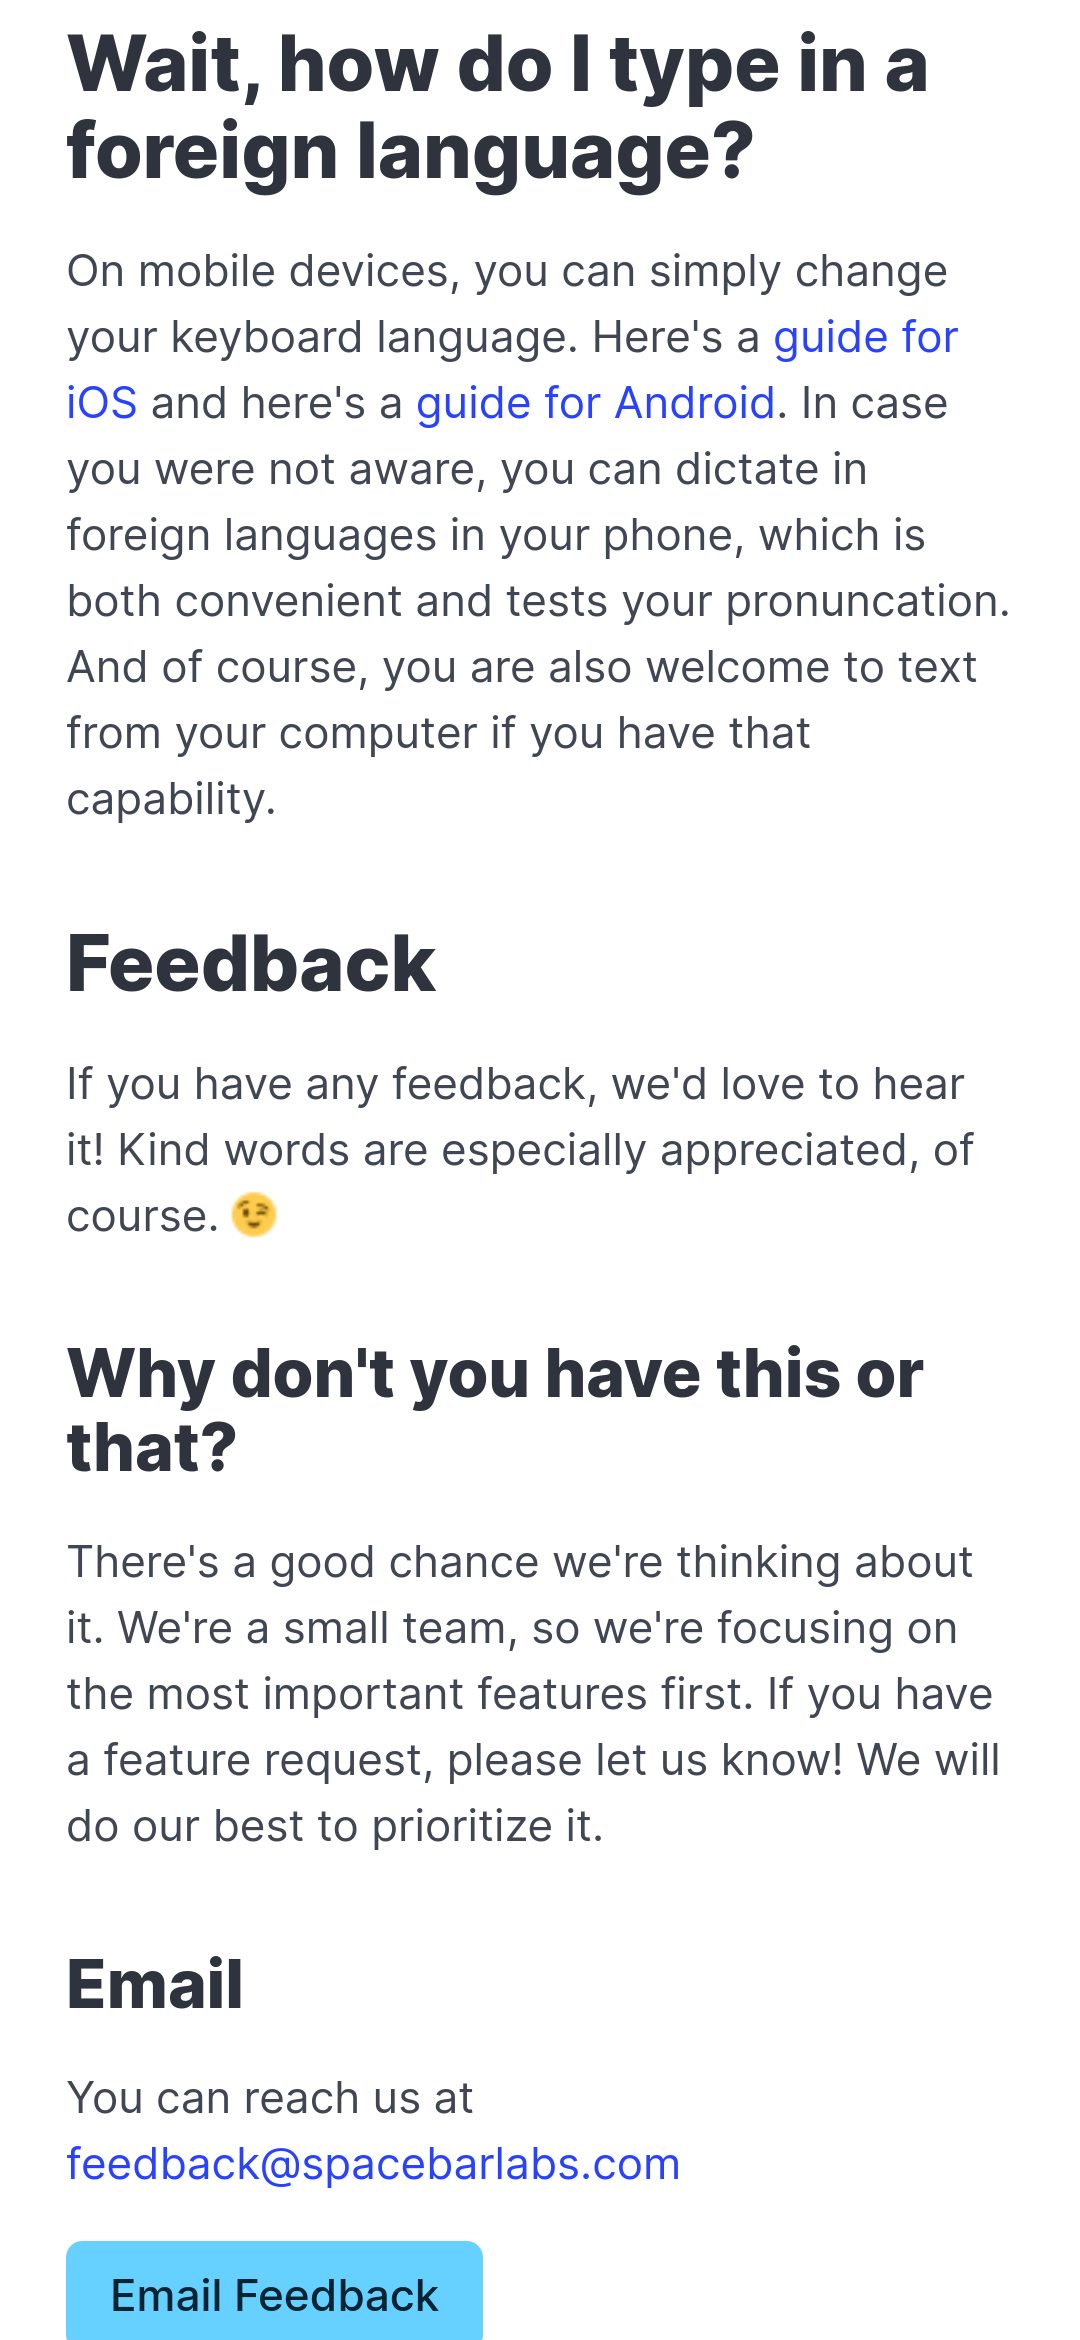 Wait, how do I type in a
foreign language?
On mobile devices, you can simply change
your keyboard language. Here's a guide for
iOS and here's a guide for Android. In case
you were not aware, you can dictate in
foreign languages in your phone, which is
both convenient and tests your pronuncation.
And of course, you are also welcome to text
from your computer if you have that
capability.
Feedback
If you have any feedback, we'd love to hear
it! Kind words are especially appreciated, of
course. 😉
Why don't you have this or
that?
There's a good chance we're thinking about
it. We're a small team, so we're focusing on
the most important features first. If you have
a feature request, please let us know! We will
do our best to prioritize it.
Email
You can reach us at
feedback@spacebarlabs.com
Email Feedback